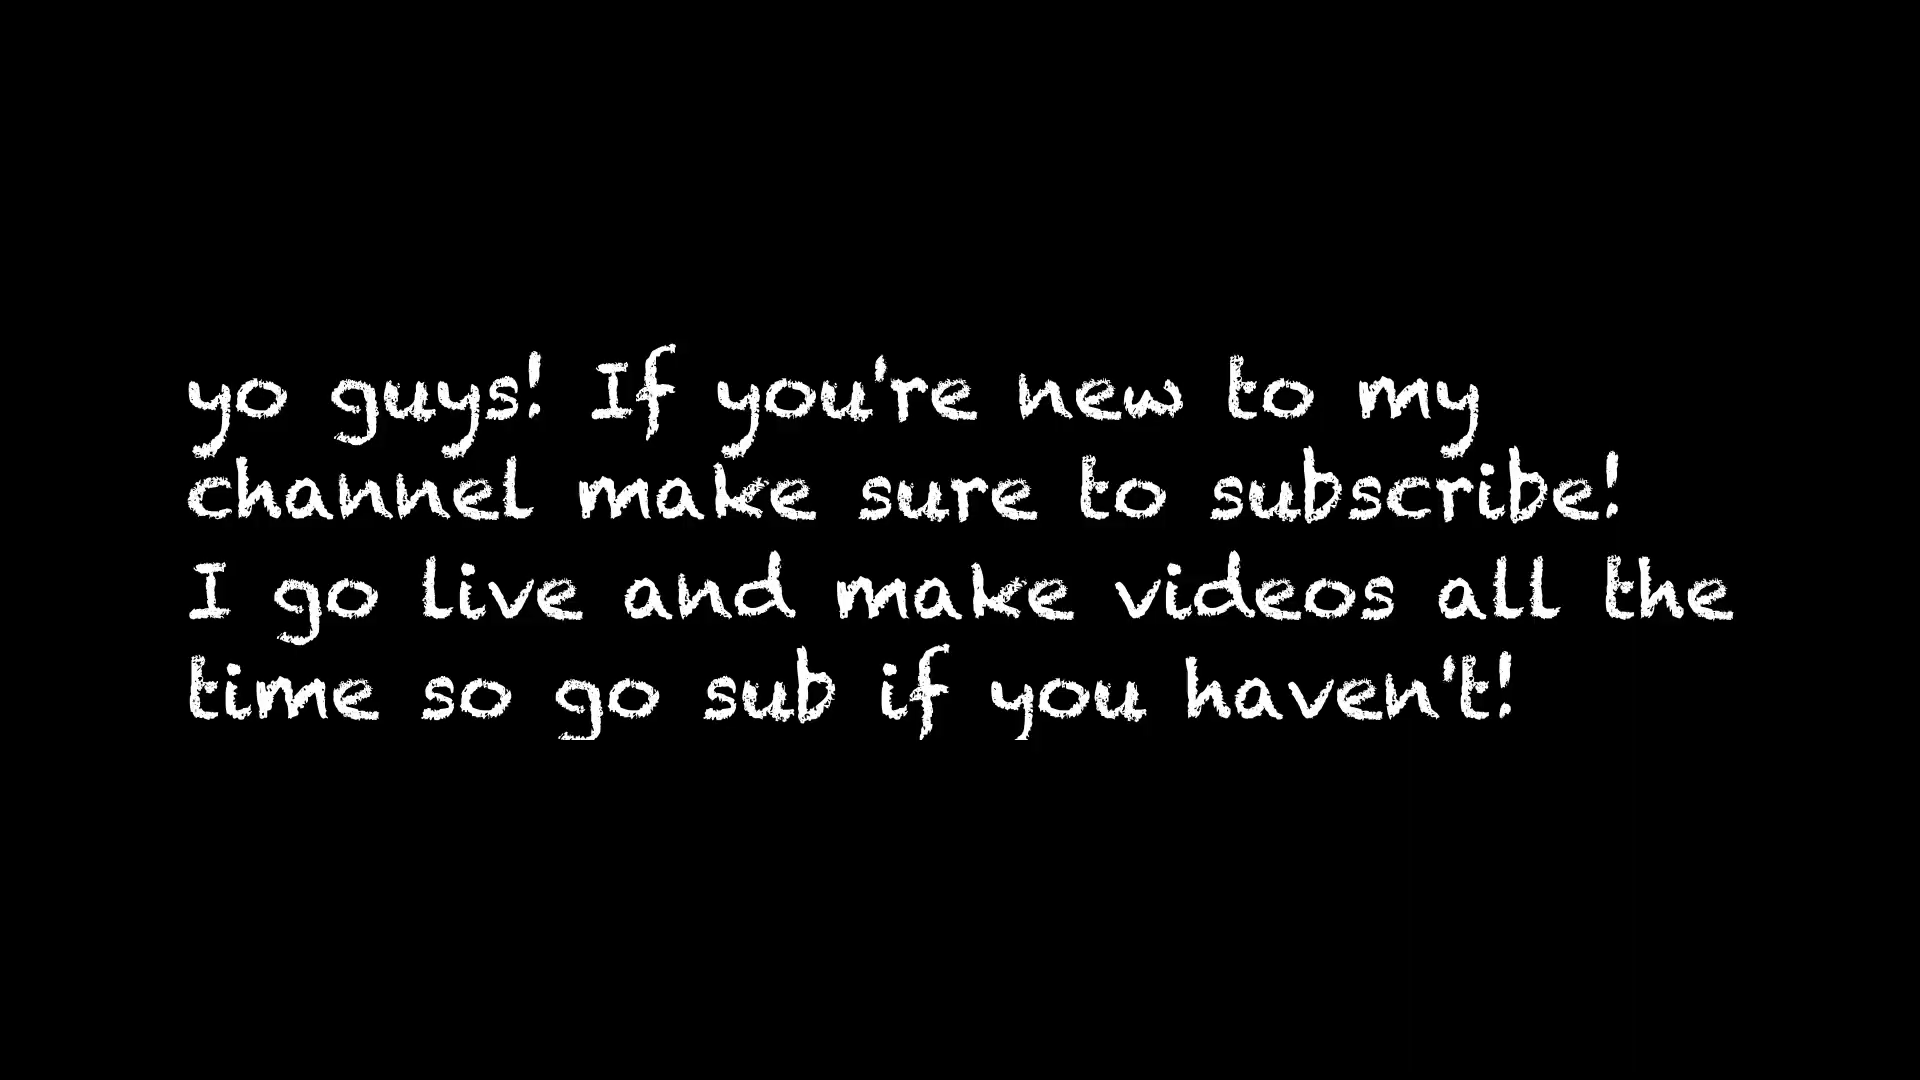 yo guys! If you're new to my
channel make sure to subscribe!
I go live and make videos all the
time so go sub if you haven't!